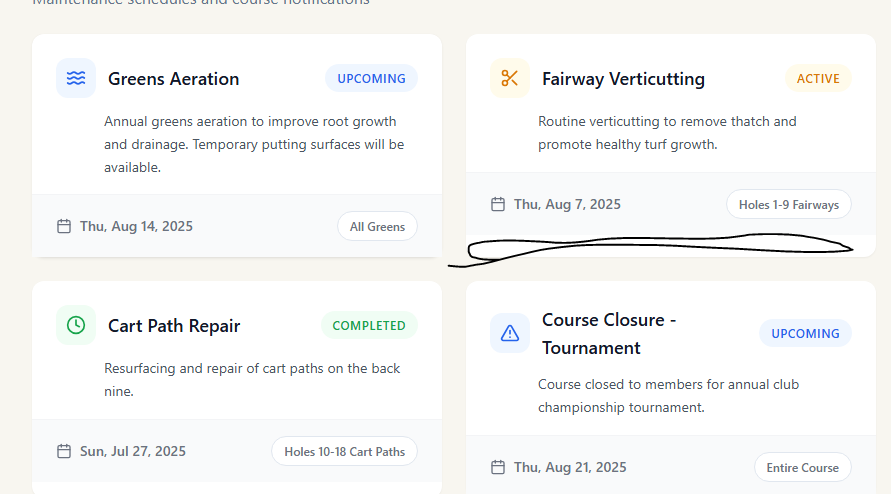 Maintenance schedules and course notifications
Greens Aeration
UPCOMING
Annual greens aeration to improve root growth
and drainage. Temporary putting surfaces will be
available.
Thu, Aug 14, 2025
All Greens
Fairway Verticutting
ACTIVE
Routine verticutting to remove thatch and
promote healthy turf growth.
Thu, Aug 7, 2025
Holes 1-9 Fairways
Cart Path Repair
COMPLETED
Resurfacing and repair of cart paths on the back
nine.
Sun, Jul 27, 2025
Holes 10-18 Cart Paths
Course Closure -
Tournament
UPCOMING
Course closed to members for annual club
championship tournament.
Thu, Aug 21, 2025
Entire Course